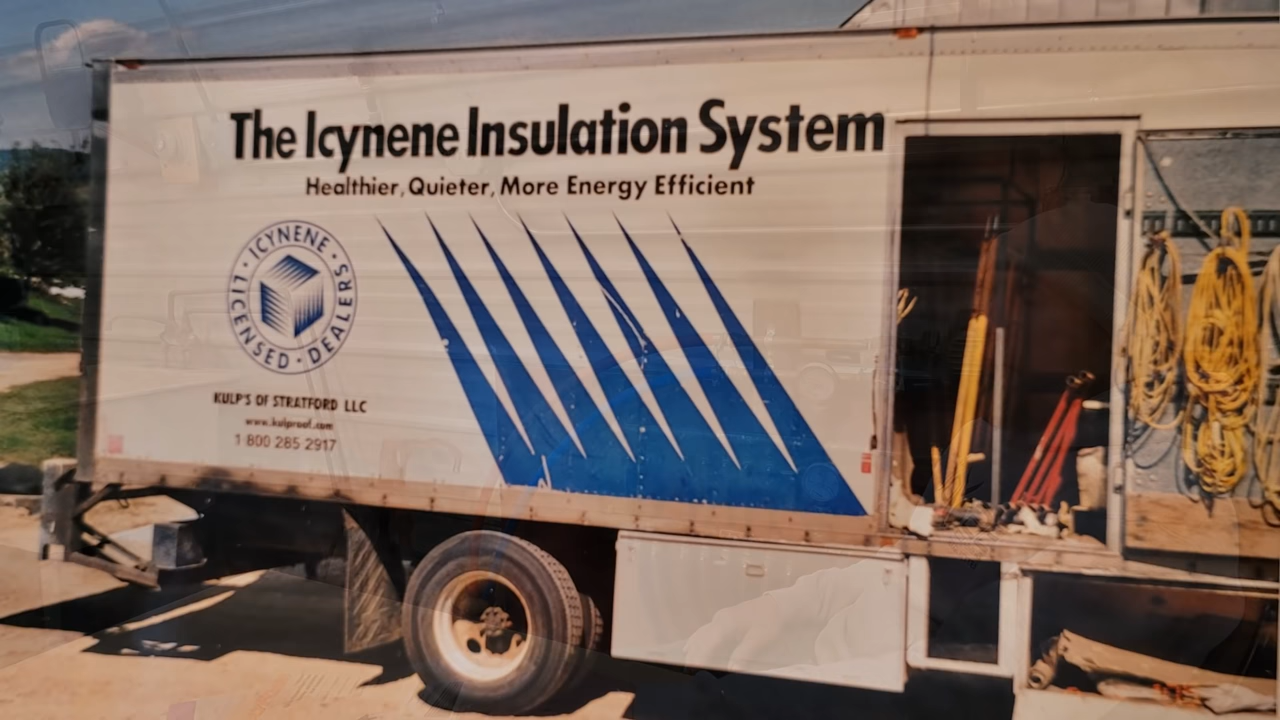 The Icynene Insulation System
Healthier, Quieter, More Energy Efficient
· ICYNENE · LICENSED · DEALERS
KULP'S OF STRATFORD LLC
www.kulproof.com
1 800 285 2917